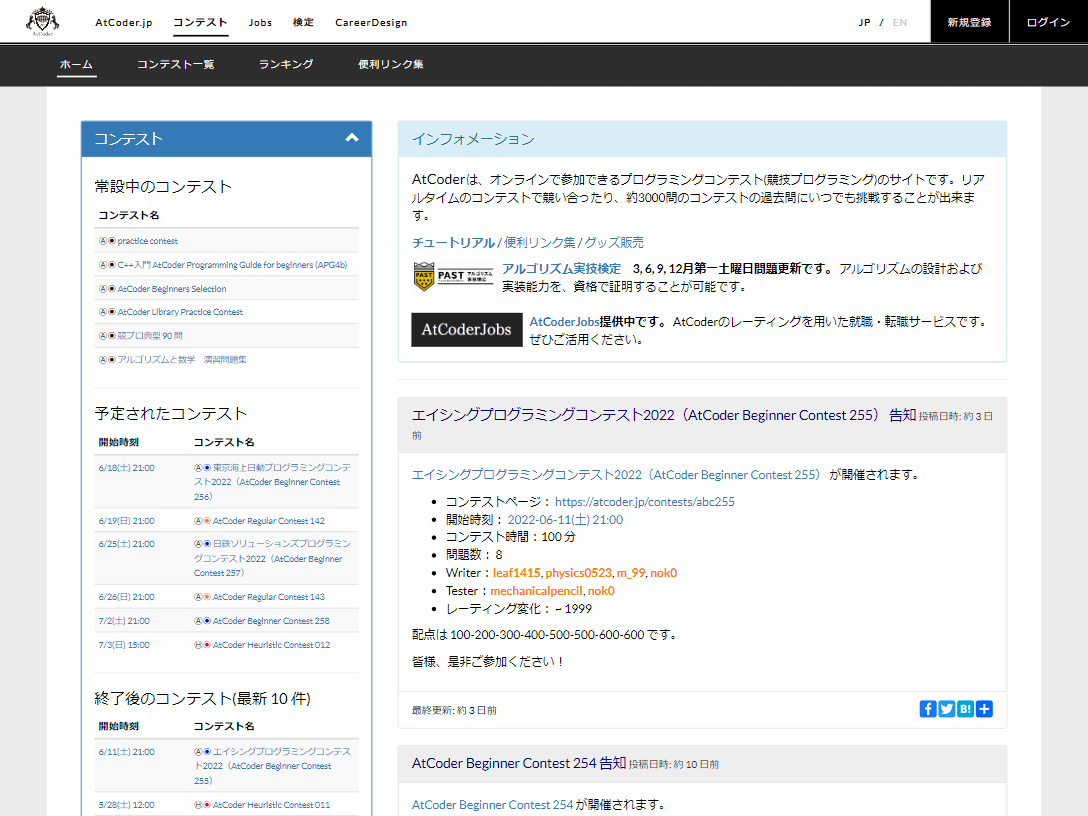 AtCoder
AtCoder.jp コンテスト Jobs 検定 CareerDesign JP / EN 新規登録 ログイン
ホーム コンテスト一覧 ランキング 便利リンク集
コンテスト
常設中のコンテスト
コンテスト名
Ⓐ◉ practice contest
Ⓐ◉ C++入門 AtCoder Programming Guide for beginners (APG4b)
Ⓐ◉ AtCoder Beginners Selection
Ⓐ◉ AtCoder Library Practice Contest
Ⓐ◉ 競プロ典型 90 問
Ⓐ◉ アルゴリズムと数学 演習問題集
予定されたコンテスト
開始時刻 コンテスト名
6/18(土) 21:00 Ⓐ◉ 東京海上日動プログラミングコンテ
スト2022（AtCoder Beginner Contest
256）
6/19(日) 21:00 Ⓐ◉ AtCoder Regular Contest 142
6/25(土) 21:00 Ⓐ◉ 日鉄ソリューションズプログラミン
グコンテスト2022（AtCoder Beginner
Contest 257）
6/26(日) 21:00 Ⓐ◉ AtCoder Regular Contest 143
7/2(土) 21:00 Ⓐ◉ AtCoder Beginner Contest 258
7/3(日) 15:00 Ⓗ◉ AtCoder Heuristic Contest 012
終了後のコンテスト(最新 10 件)
開始時刻 コンテスト名
6/11(土) 21:00 Ⓐ◉ エイシングプログラミングコンテス
ト2022（AtCoder Beginner Contest
255）
5/28(土) 12:00 Ⓗ◉ AtCoder Heuristic Contest 011
インフォメーション
AtCoderは、オンラインで参加できるプログラミングコンテスト(競技プログラミング)のサイトです。リア
ルタイムのコンテストで競い合ったり、約3000問のコンテストの過去問にいつでも挑戦することが出来ま
す。
チュートリアル / 便利リンク集 / グッズ販売
PAST PAST アルゴリズム
実技検定
アルゴリズム実技検定 3, 6, 9, 12月第一土曜日問題更新です。 アルゴリズムの設計および
実装能力を、資格で証明することが可能です。
AtCoderJobs
AtCoderJobs提供中です。 AtCoderのレーティングを用いた就職・転職サービスです。
ぜひご活用ください。
エイシングプログラミングコンテスト2022（AtCoder Beginner Contest 255） 告知 投稿日時: 約 3 日
前
エイシングプログラミングコンテスト2022（AtCoder Beginner Contest 255） が開催されます。
• コンテストページ： https://atcoder.jp/contests/abc255
• 開始時刻： 2022-06-11(土) 21:00
• コンテスト時間：100 分
• 問題数： 8
• Writer：leaf1415, physics0523, m_99, nok0
• Tester：mechanicalpencil, nok0
• レーティング変化： ~ 1999
配点は 100-200-300-400-500-500-600-600 です。
皆様、是非ご参加ください！
最終更新: 約 3 日前 B!
AtCoder Beginner Contest 254 告知 投稿日時: 約 10 日前
AtCoder Beginner Contest 254 が開催されます。